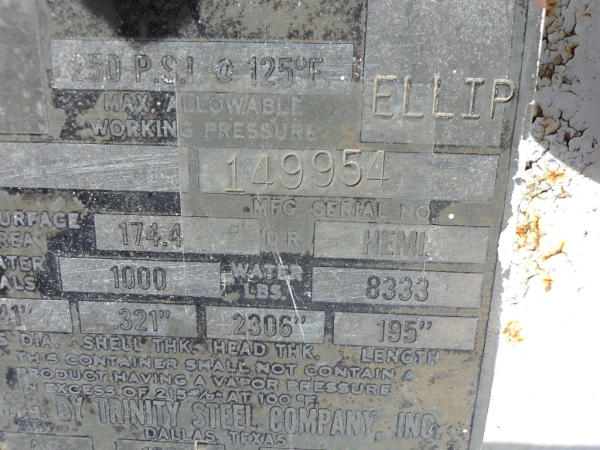 250 P.S.I @ 125°F
MAX. ALLOWABLE
WORKING PRESSURE
ELLIP
149954
MFG. SERIAL NO.
SURFACE
AREA
174.4
O.R.
HEMI
WATER
GALS.
1000
WATER
LBS.
8333
.321"
.2306"
195"
DIA.
SHELL THK.
HEAD THK.
LENGTH
THIS CONTAINER SHALL NOT CONTAIN A
PRODUCT HAVING A VAPOR PRESSURE
IN EXCESS OF 215 AT 100 °F.
BY TRINITY STEEL COMPANY, INC.
DALLAS, TEXAS